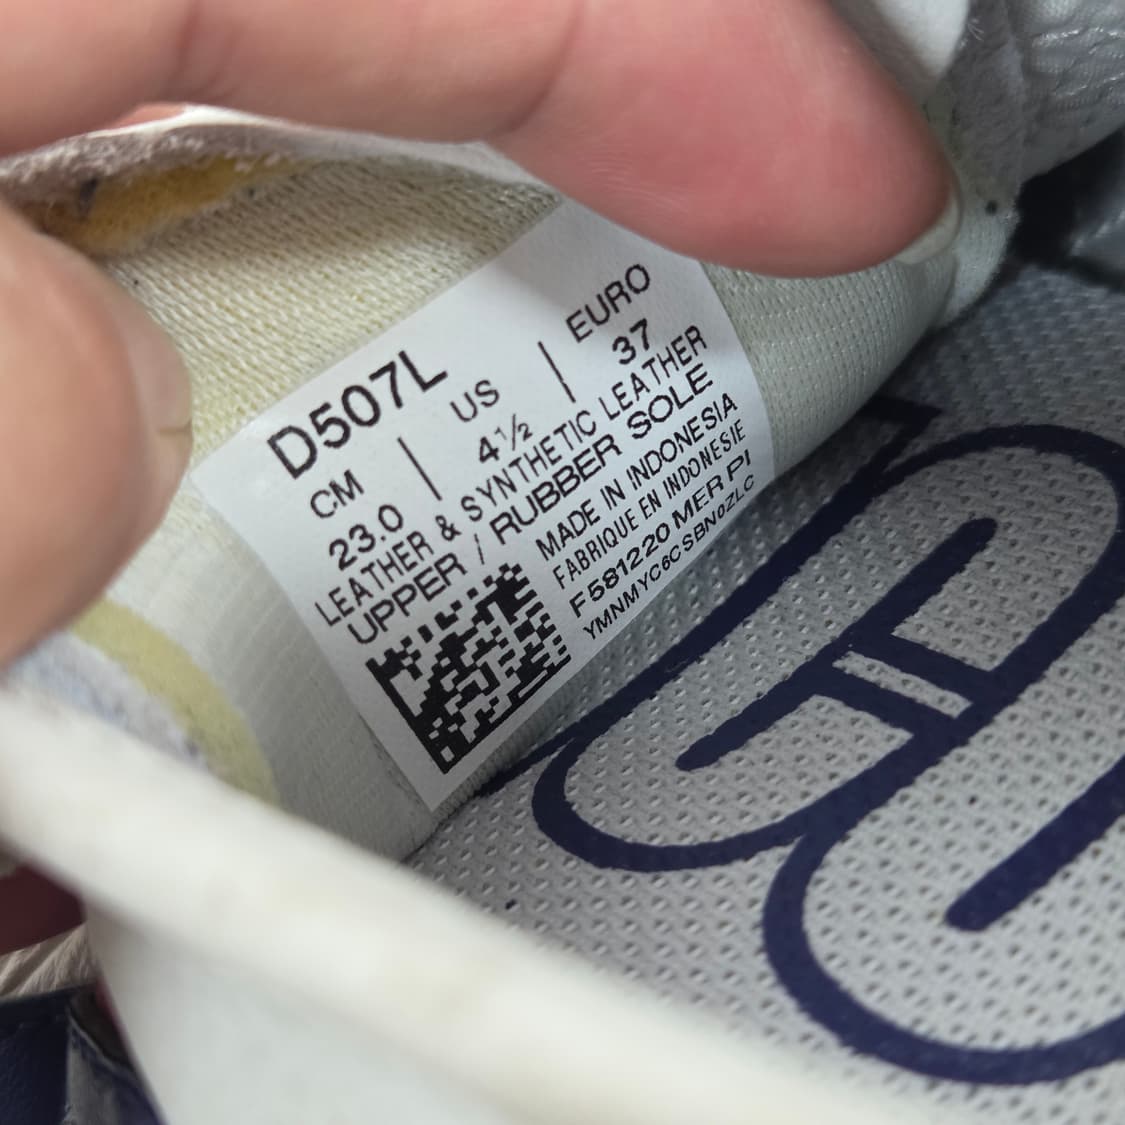 D507L
CM | US | EURO
23.0 4½ 37
LEATHER & SYNTHETIC LEATHER
UPPER / RUBBER SOLE
MADE IN INDONESIA
FABRIQUE EN INDONESIE
F581220 MER PI
YMNMYC6CSBN0ZLC